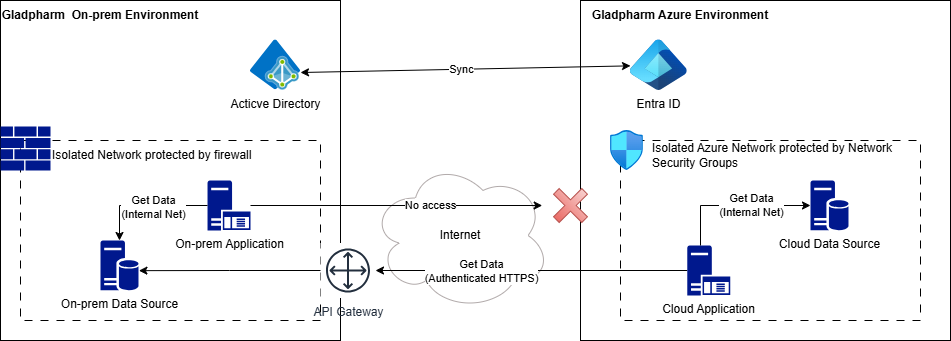 Gladpharm On-prem Environment
Gladpharm Azure Environment
Sync
Acticve Directory
Entra ID
Isolated Network protected by firewall
Isolated Azure Network protected by Network
Security Groups
Get Data
(Internal Net)
No access
Get Data
(Internal Net)
On-prem Application
Internet
Cloud Data Source
Get Data
(Authenticated HTTPS)
On-prem Data Source
API Gateway
Cloud Application